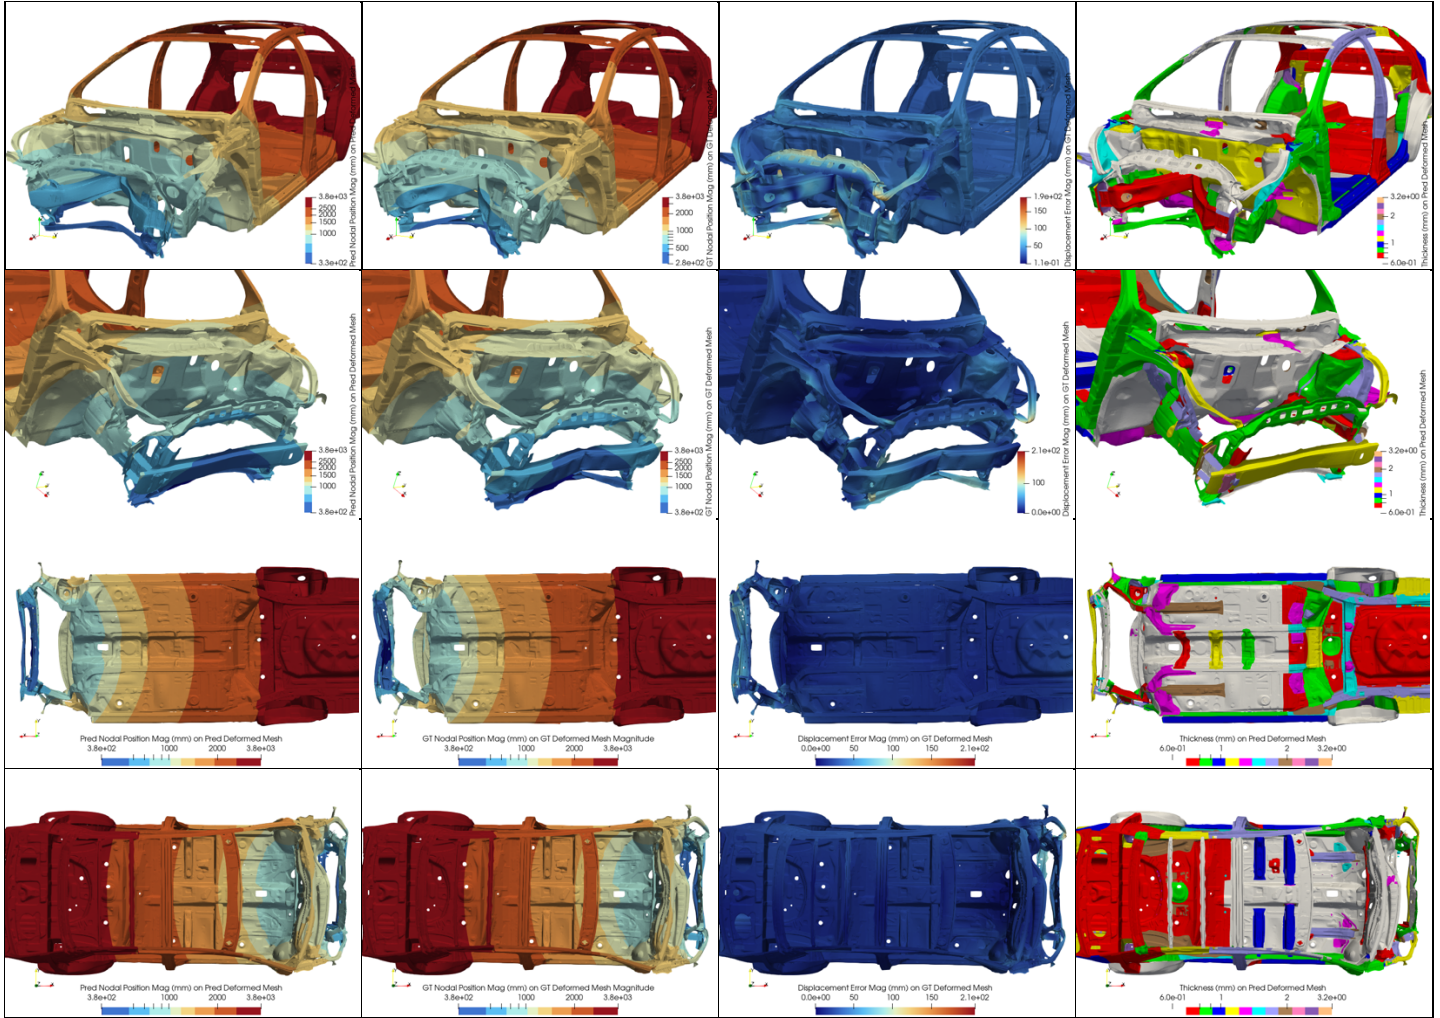 Pred Nodal Position Mag (mm) on Pred
3.8e+03
2500
2000
1500
1000
3.3e+02
GT Nodal Position Mag (mm) on GT Deformed Mesh
3.8e+03
2000
1000
500
2.8e+02
Displacement Error Mag (mm) on GT Deformed Mesh
1.9e+02
150
100
50
1.1e-01
Thickness (mm) on Pred Deformed Mesh
3.2e+00
2
1
6.0e-01
Pred Nodal Position Mag (mm) on Pred Deformed Mesh
3.8e+03
2500
2000
1500
1000
3.8e+02
GT Nodal Position Mag (mm) on GT Deformed Mesh
3.8e+03
2500
2000
1500
1000
3.8e+02
Displacement Error Mag (mm) on GT Deformed Mesh
2.1e+02
100
0.0e+00
Thickness (mm) on Pred Deformed Mesh
3.2e+00
2
1
6.0e-01
Pred Nodal Position Mag (mm) on Pred Deformed Mesh
3.8e+02 1000 2000 3.8e+03
GT Nodal Position Mag (mm) on GT Deformed Mesh Magnitude
3.8e+02 1000 2000 3.8e+03
Displacement Error Mag (mm) on GT Deformed Mesh
0.0e+00 50 100 150 2.1e+02
Thickness (mm) on Pred Deformed Mesh
6.0e-01 1 2 3.2e+00
Pred Nodal Position Mag (mm) on Pred Deformed Mesh
3.8e+02 1000 2000 3.8e+03
GT Nodal Position Mag (mm) on GT Deformed Mesh Magnitude
3.8e+02 1000 2000 3.8e+03
Displacement Error Mag (mm) on GT Deformed Mesh
0.0e+00 50 100 150 2.1e+02
Thickness (mm) on Pred Deformed Mesh
6.0e-01 1 2 3.2e+00